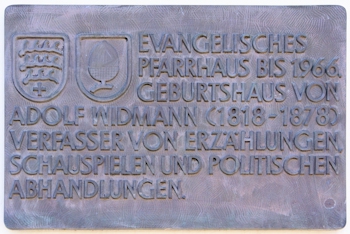 EVANGELISCHES
PFARRHAUS BIS 1966.
GEBURTSHAUS VON
ADOLF WIDMANN (1818-1878)
VERFASSER VON ERZÄHLUNGEN,
SCHAUSPIELEN UND POLITISCHEN
ABHANDLUNGEN.